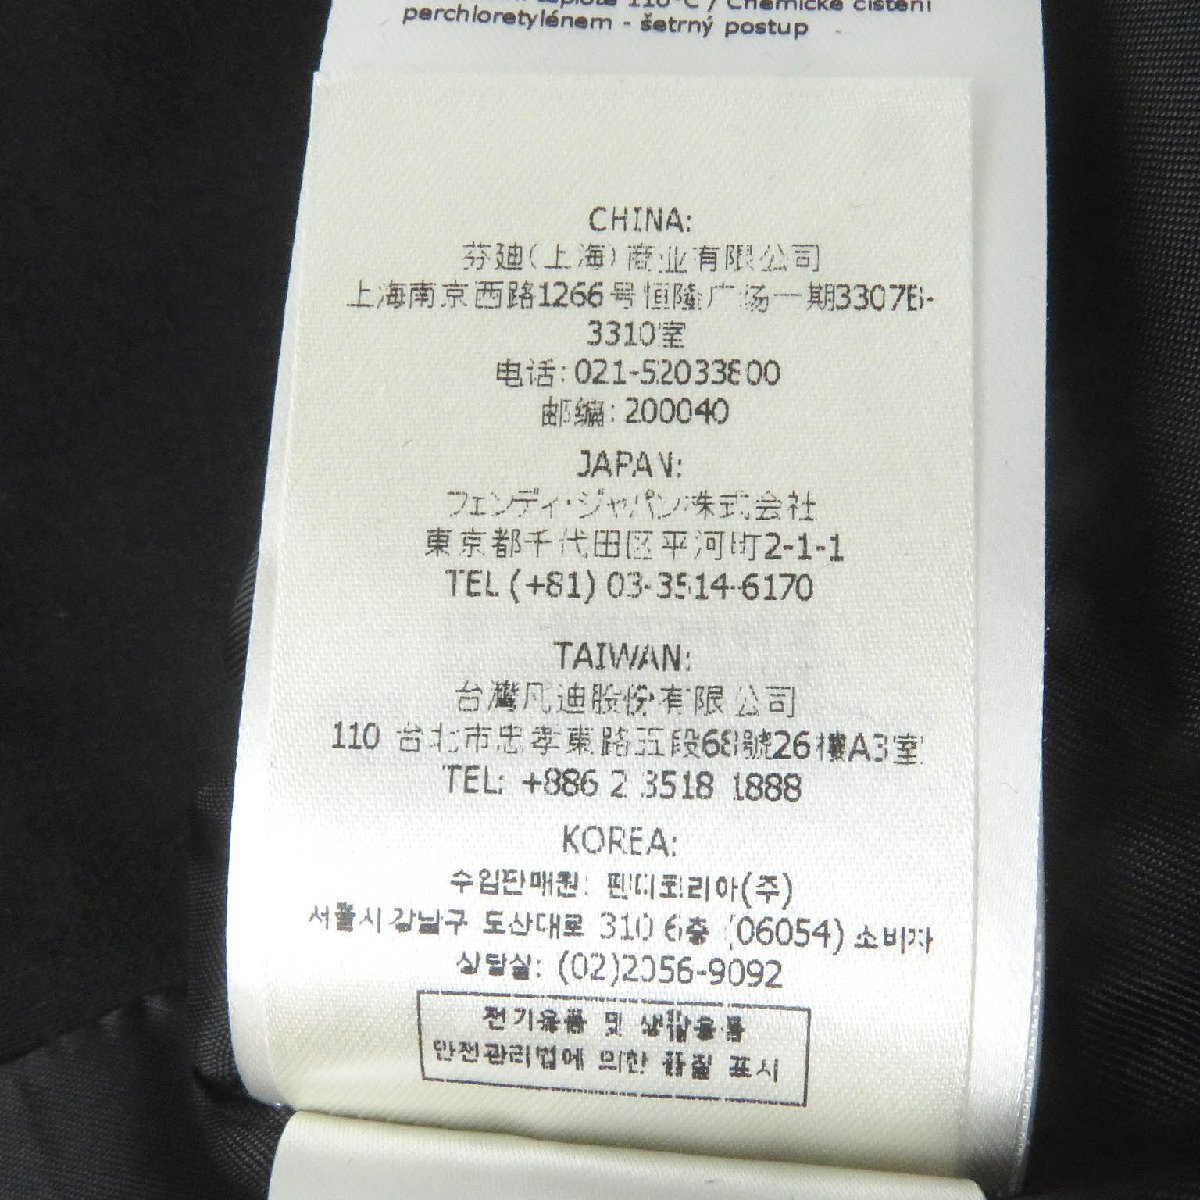 teplotě 110°C / Chemické čištění
perchloretylénem - šetrný postup
CHINA:
芬迪(上海)商业有限公司
上海南京西路1266号恒隆广场一期3307B-
3310室
电话: 021-52033800
邮编: 200040
JAPAN:
フェンディ・ジャパン株式会社
東京都千代田区平河町2-1-1
TEL (+81) 03-3514-6170
TAIWAN:
台灣凡迪股份有限公司
110 台北市忠孝東路五段68號26樓A3室
TEL: +886 2 3518 1888
KOREA:
수입판매원: 펜디코리아(주)
서울시 강남구 도산대로 310 6층 (06054) 소비자
상담실: (02)2056-9092
전기용품 및 생활용품
안전관리법에 의한 품질 표시